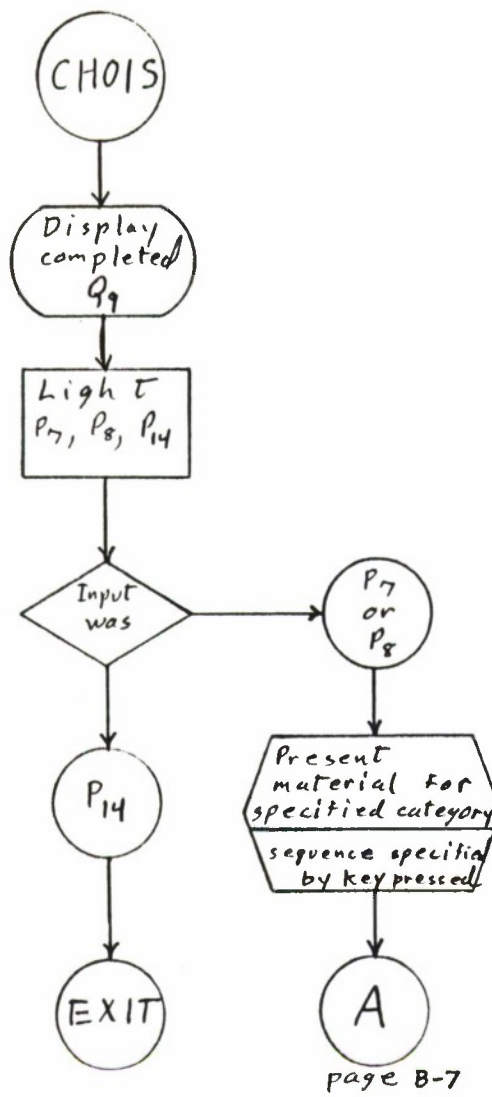 CHOIS
Display
completed
Q9
Light
P7, P8, P14
Input
was
P7
or
P8
P14
Present
material for
specified category
sequence specified
by key pressed
EXIT
A
page B-7